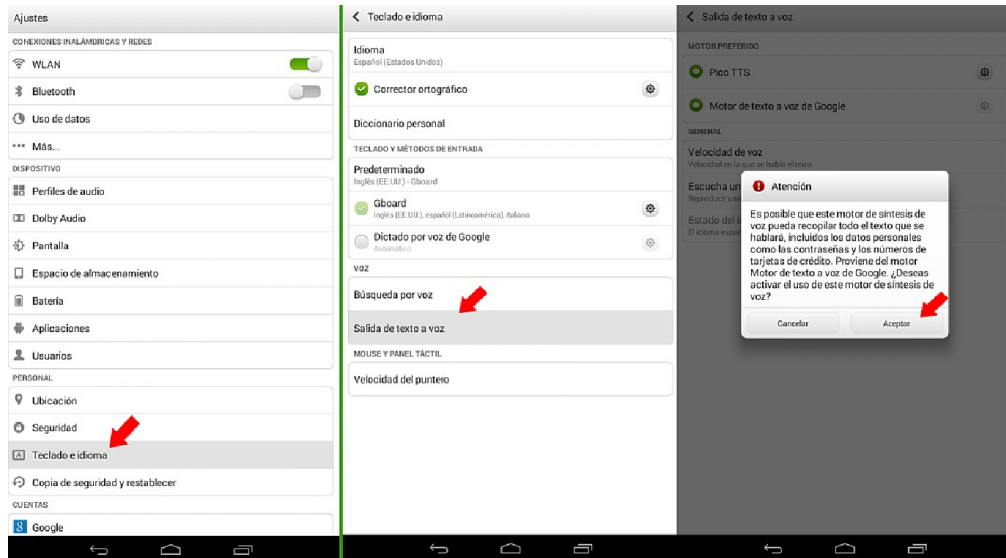 Ajustes
CONEXIONES INALÁMBRICAS Y REDES
WLAN
Bluetooth
Uso de datos
Más...
DISPOSITIVO
Perfiles de audio
Dolby Audio
Pantalla
Espacio de almacenamiento
Batería
Aplicaciones
Usuarios
PERSONAL
Ubicación
Seguridad
Teclado e idioma
Copia de seguridad y restablecer
CUENTAS
Google
Teclado e idioma
Idioma
Español (Estados Unidos)
Corrector ortográfico
Diccionario personal
TECLADO Y MÉTODOS DE ENTRADA
Predeterminado
Inglés (EE.UU.) - Gboard
Gboard
Inglés (EE.UU.), español (Latinoamérica), italiano
Dictado por voz de Google
Automático
VOZ
Búsqueda por voz
Salida de texto a voz
MOUSE Y PANEL TÁCTIL
Velocidad del puntero
Salida de texto a voz
MOTOR PREFERIDO
Pico TTS
Motor de texto a voz de Google
GENERAL
Velocidad de voz
Velocidad en la que se habla el texto
Escucha un
Reproducir una
Estado del i
El idioma españ
Atención
Es posible que este motor de síntesis de
voz pueda recopilar todo el texto que se
hablará, incluidos los datos personales
como las contraseñas y los números de
tarjetas de crédito. Proviene del motor
Motor de texto a voz de Google. ¿Deseas
activar el uso de este motor de síntesis de
voz?
Cancelar
Aceptar